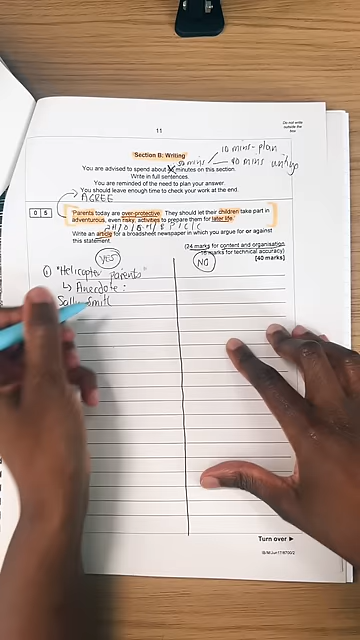 Do not write
outside the
box
11
10 mins - plan
50 mins
40 mins writing
Section B: Writing
You are advised to spend about minutes on this section.
Write in full sentences.
You are reminded of the need to plan your answer.
You should leave enough time to check your work at the end.
AGREE
0 5
'Parents today are over-protective. They should let their children take part in
adventurous, even risky, activities to prepare them for later life.'
Write an article for a broadsheet newspaper in which you argue for or against
this statement.
(24 marks for content and organisation
16 marks for technical accuracy)
[40 marks]
YES
NO
① "Helicopter parents"
↳ Anecdote:
Sally Smith
Turn over ►
IB/M/Jun17/8700/2